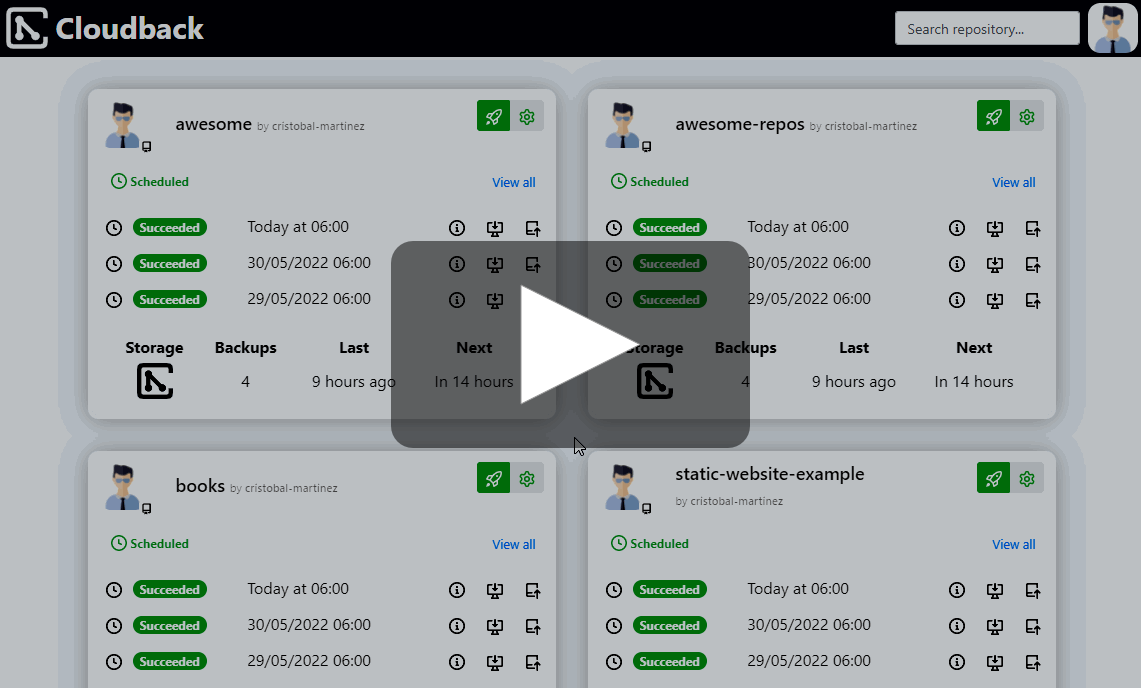 Cloudback
Search repository...
awesome by cristobal-martinez
Scheduled
View all
Succeeded Today at 06:00
Succeeded 30/05/2022 06:00
Succeeded 29/05/2022 06:00
Storage Backups Last Next
4 9 hours ago In 14 hours
awesome-repos by cristobal-martinez
Scheduled
View all
Succeeded Today at 06:00
Succeeded 30/05/2022 06:00
Succeeded 29/05/2022 06:00
Storage Backups Last Next
4 9 hours ago In 14 hours
books by cristobal-martinez
Scheduled
View all
Succeeded Today at 06:00
Succeeded 30/05/2022 06:00
Succeeded 29/05/2022 06:00
static-website-example
by cristobal-martinez
Scheduled
View all
Succeeded Today at 06:00
Succeeded 30/05/2022 06:00
Succeeded 29/05/2022 06:00